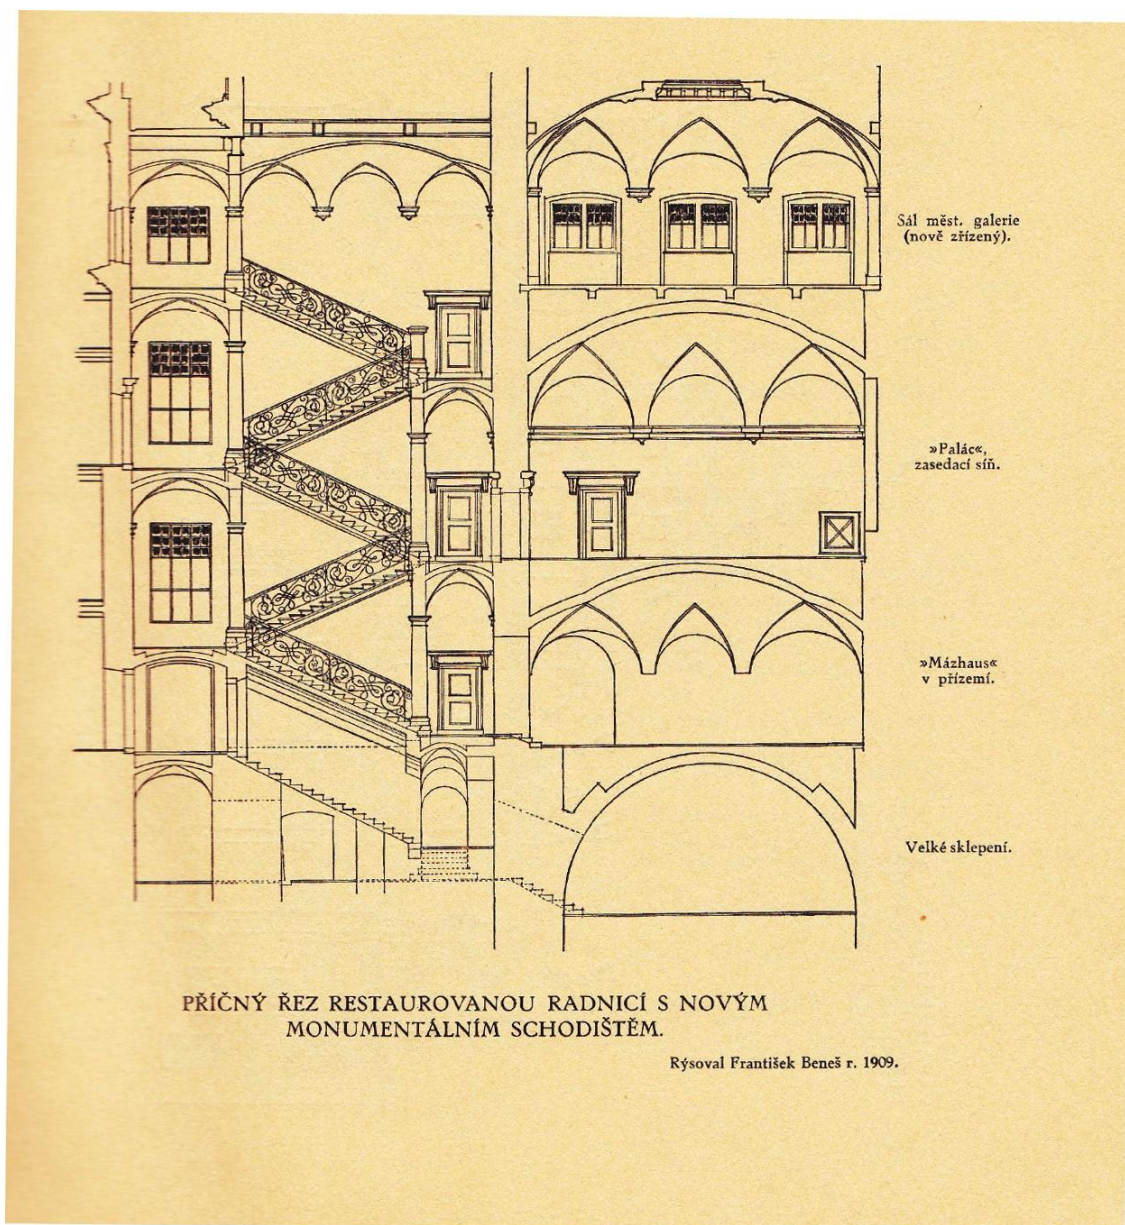 Sál měst. galerie
(nově zřízený).
»Palác«,
zasedací síň.
»Mázhaus«
v přízemí.
Velké sklepení.
PŘÍČNÝ ŘEZ RESTAUROVANOU RADNICÍ S NOVÝM
MONUMENTÁLNÍM SCHODIŠTĚM.
Rýsoval František Beneš r. 1909.